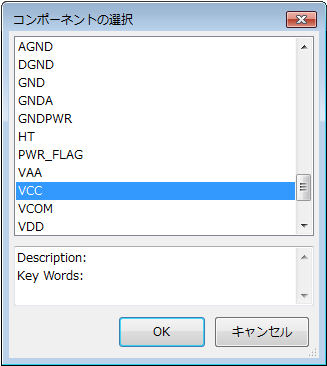 コンポーネントの選択
AGND
DGND
GND
GNDA
GNDPWR
HT
PWR_FLAG
VAA
VCC
VCOM
VDD
Description:
Key Words:
OK
キャンセル